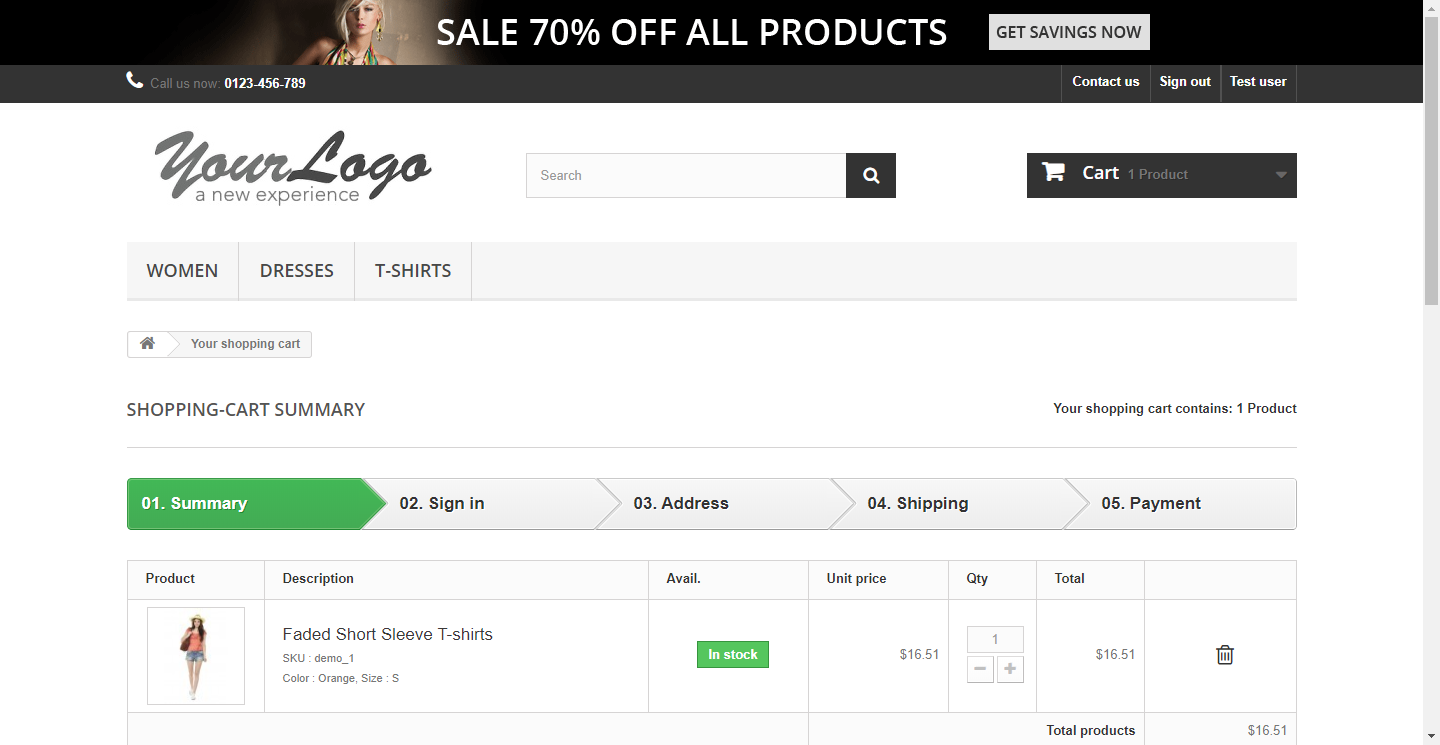 SALE 70% OFF ALL PRODUCTS GET SAVINGS NOW
Call us now: 0123-456-789 Contact us Sign out Test user
YourLogo
a new experience
Search
Cart 1 Product
WOMEN DRESSES T-SHIRTS
Your shopping cart
SHOPPING-CART SUMMARY Your shopping cart contains: 1 Product
01. Summary 02. Sign in 03. Address 04. Shipping 05. Payment
Product Description Avail. Unit price Qty Total
Faded Short Sleeve T-shirts
SKU : demo_1
Color : Orange, Size : S
In stock $16.51 1 $16.51
Total products $16.51